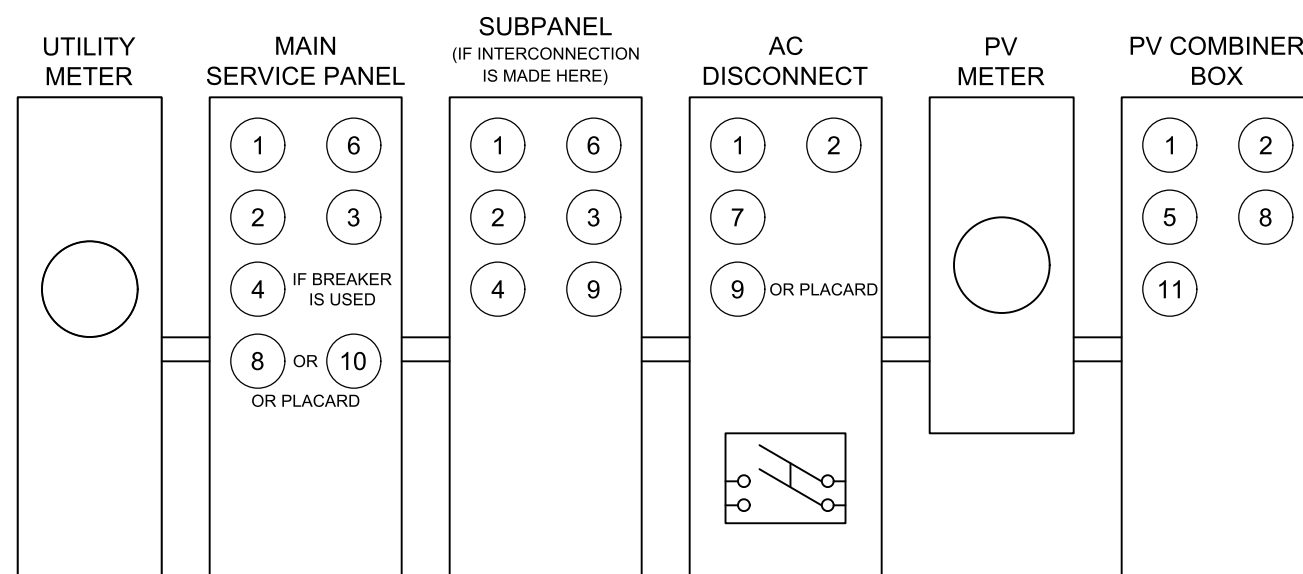 UTILITY
METER
MAIN
SERVICE PANEL
SUBPANEL
(IF INTERCONNECTION
IS MADE HERE)
AC
DISCONNECT
PV
METER
PV COMBINER
BOX
1 6
2 3
4 IF BREAKER
IS USED
8 OR 10
OR PLACARD
1 6
2 3
4 9
1 2
7
9 OR PLACARD
1 2
5 8
11